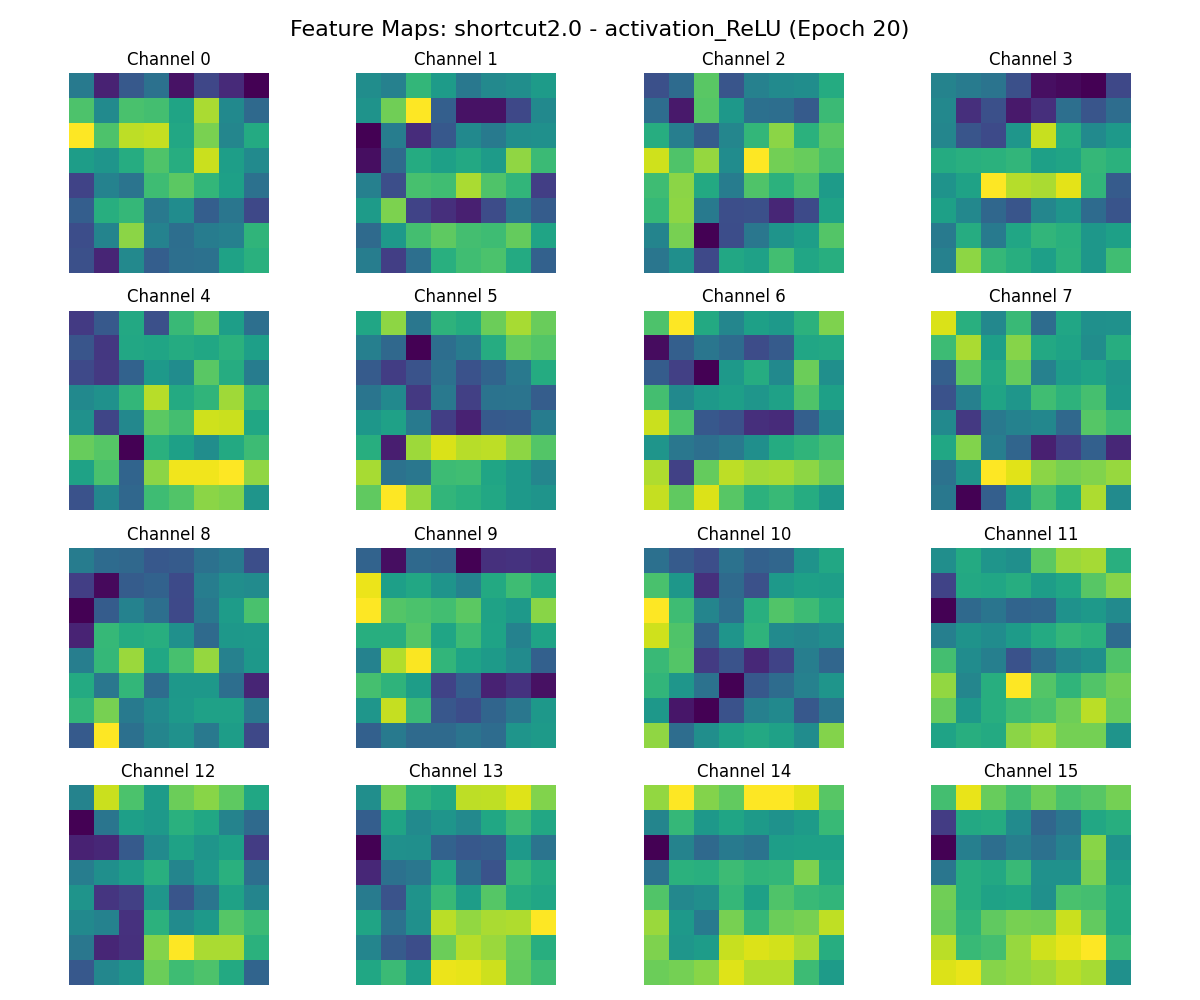 Feature Maps: shortcut2.0 - activation_ReLU (Epoch 20)
Channel 0
Channel 1
Channel 2
Channel 3
Channel 4
Channel 5
Channel 6
Channel 7
Channel 8
Channel 9
Channel 10
Channel 11
Channel 12
Channel 13
Channel 14
Channel 15